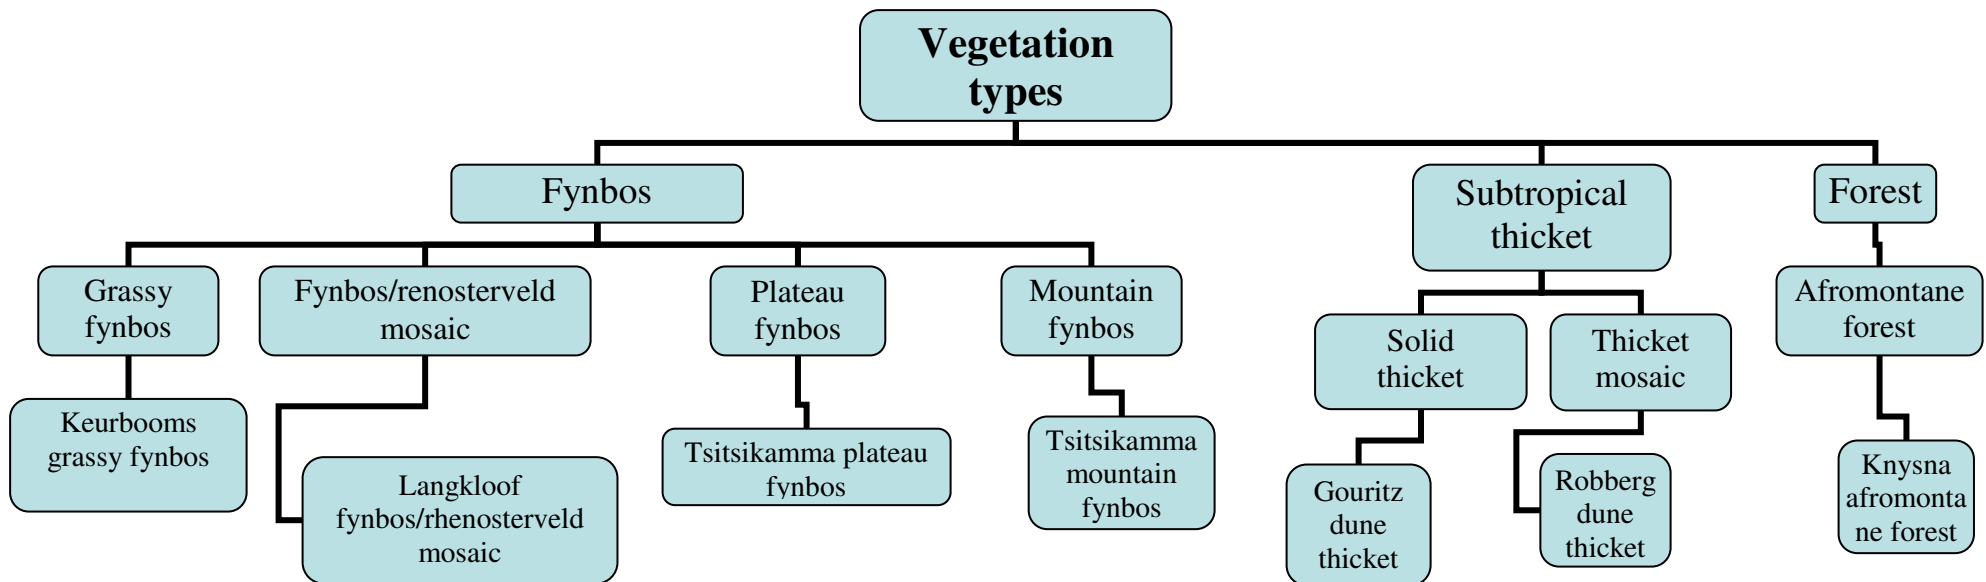 Vegetation
types
Fynbos
Subtropical
thicket
Forest
Grassy
fynbos
Fynbos/renosterveld
mosaic
Plateau
fynbos
Mountain
fynbos
Solid
thicket
Thicket
mosaic
Afromontane
forest
Keurbooms
grassy fynbos
Langkloof
fynbos/rhenosterveld
mosaic
Tsitsikamma plateau
fynbos
Tsitsikamma
mountain
fynbos
Gouritz
dune
thicket
Robberg
dune
thicket
Knysna
afromonta
ne forest